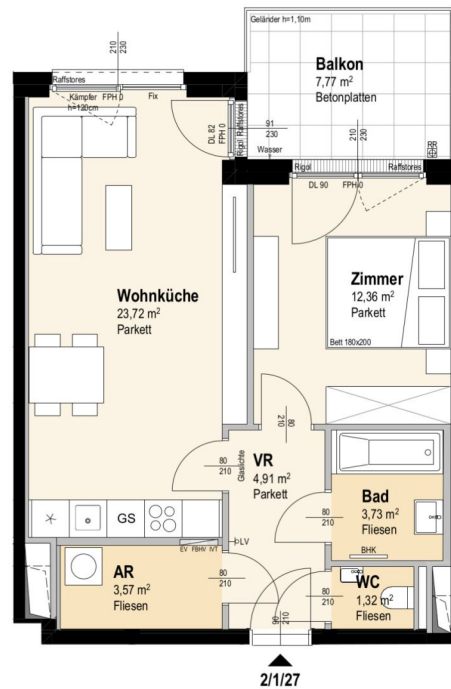 Geländer h=1,10m
210
230
Balkon
7,77 m²
Betonplatten
Raffstores
Kämpfer FPH 0 Fix
h=120cm
DL 82
FPH 0
Rigol Raffstores
91
230
Wasser
210
230
RR
Rigol Raffstores
DL 90 FPH 0
Wohnküche
23,72 m²
Parkett
Zimmer
12,36 m²
Parkett
Bett 180x200
80
210
VR
4,91 m²
Parkett
Glaslichte
80
210
Bad
3,73 m²
Fliesen
80
210
BHK
GS
EV FBHV IVT
LV
AR
3,57 m²
Fliesen
80
210
WC
1,32 m²
Fliesen
80
210
90
210
2/1/27